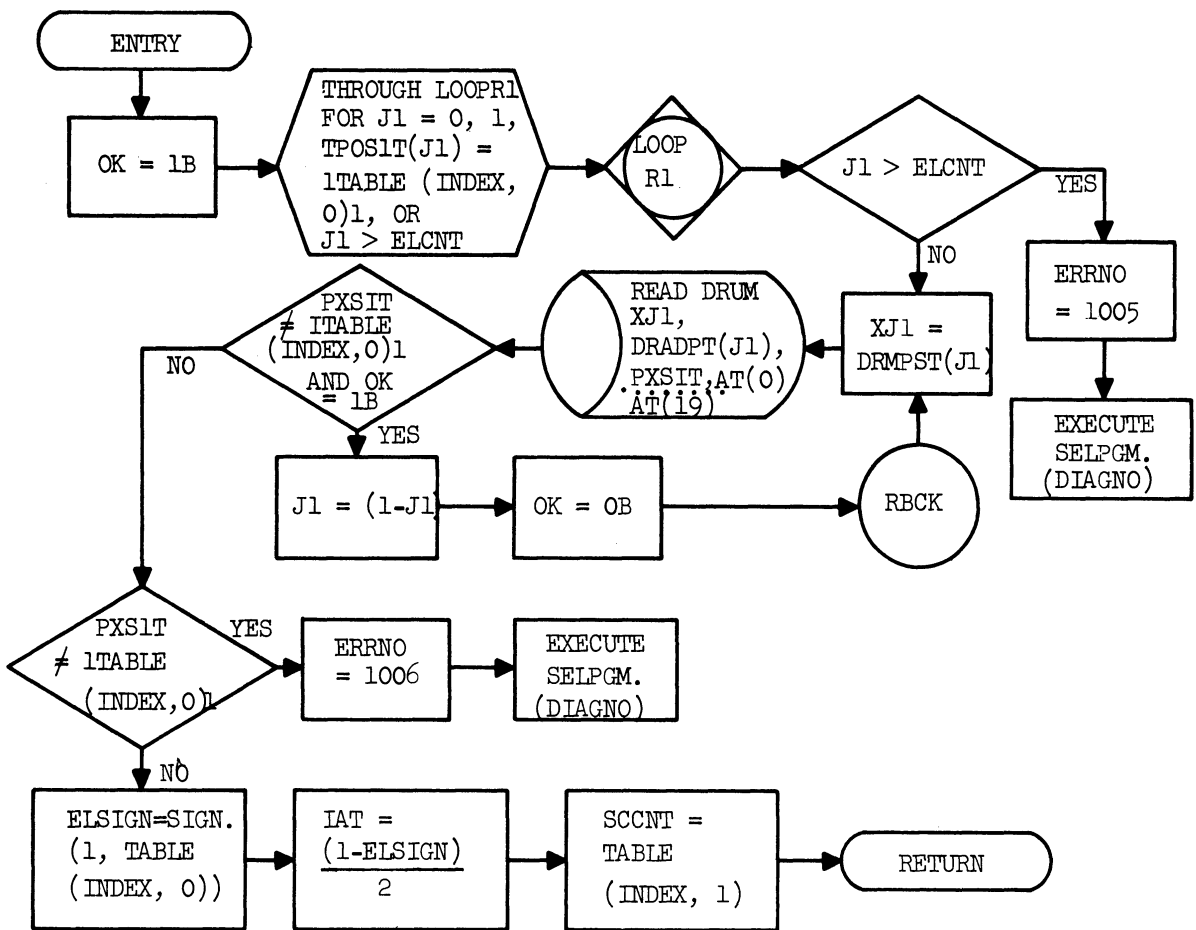 ENTRY
OK = 1B
THROUGH LOOPR1
FOR J1 = 0, 1,
TPOS1T(J1) =
1TABLE (INDEX,
0)1, OR
J1 > ELCNT
LOOP
R1
J1 > ELCNT
YES
NO
ERRNO
= 1005
EXECUTE
SELPGM.
(DIAGNO)
XJ1 =
DRMPST(J1)
READ DRUM
XJ1,
DRADPT(J1),
PXSIT,AT(0)
AT(19)
PXSIT
≠ ITABLE
(INDEX,0)1
AND OK
= 1B
NO
YES
J1 = (1-J1)
OK = OB
RBCK
PXS1T
≠ 1TABLE
(INDEX,0)1
YES
ERRNO
= 1006
EXECUTE
SELPGM.
(DIAGNO)
NO
ELSIGN=SIGN.
(1, TABLE
(INDEX, 0))
IAT =
(1-ELSIGN)
2
SCCNT =
TABLE
(INDEX, 1)
RETURN